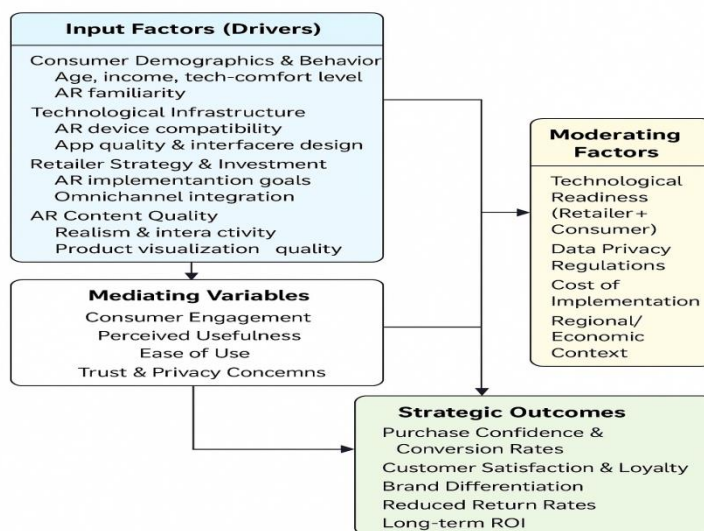 Input Factors (Drivers)
Consumer Demographics & Behavior
Age, income, tech-comfort level
AR familiarity
Technological Infrastructure
AR device compatibility
App quality & interfacere design
Retailer Strategy & Investment
AR implementantion goals
Omnichannel integration
AR Content Quality
Realism & intera ctivity
Product visualization quality
Mediating Variables
Consumer Engagement
Perceived Usefulness
Ease of Use
Trust & Privacy Concemns
Moderating
Factors
Technological
Readiness
(Retailer +
Consumer)
Data Privacy
Regulations
Cost of
Implementation
Regional/
Economic
Context
Strategic Outcomes
Purchase Confidence &
Conversion Rates
Customer Satisfaction & Loyalty
Brand Differentiation
Reduced Return Rates
Long-term ROI